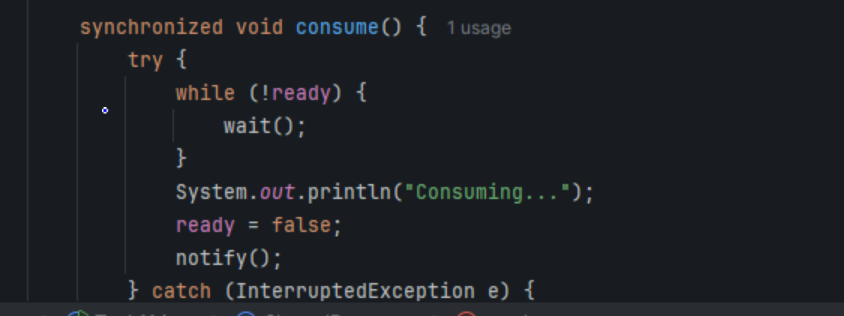 synchronized void consume() { 1 usage
try {
while (!ready) {
wait();
}
System.out.println("Consuming...");
ready = false;
notify();
} catch (InterruptedException e) {